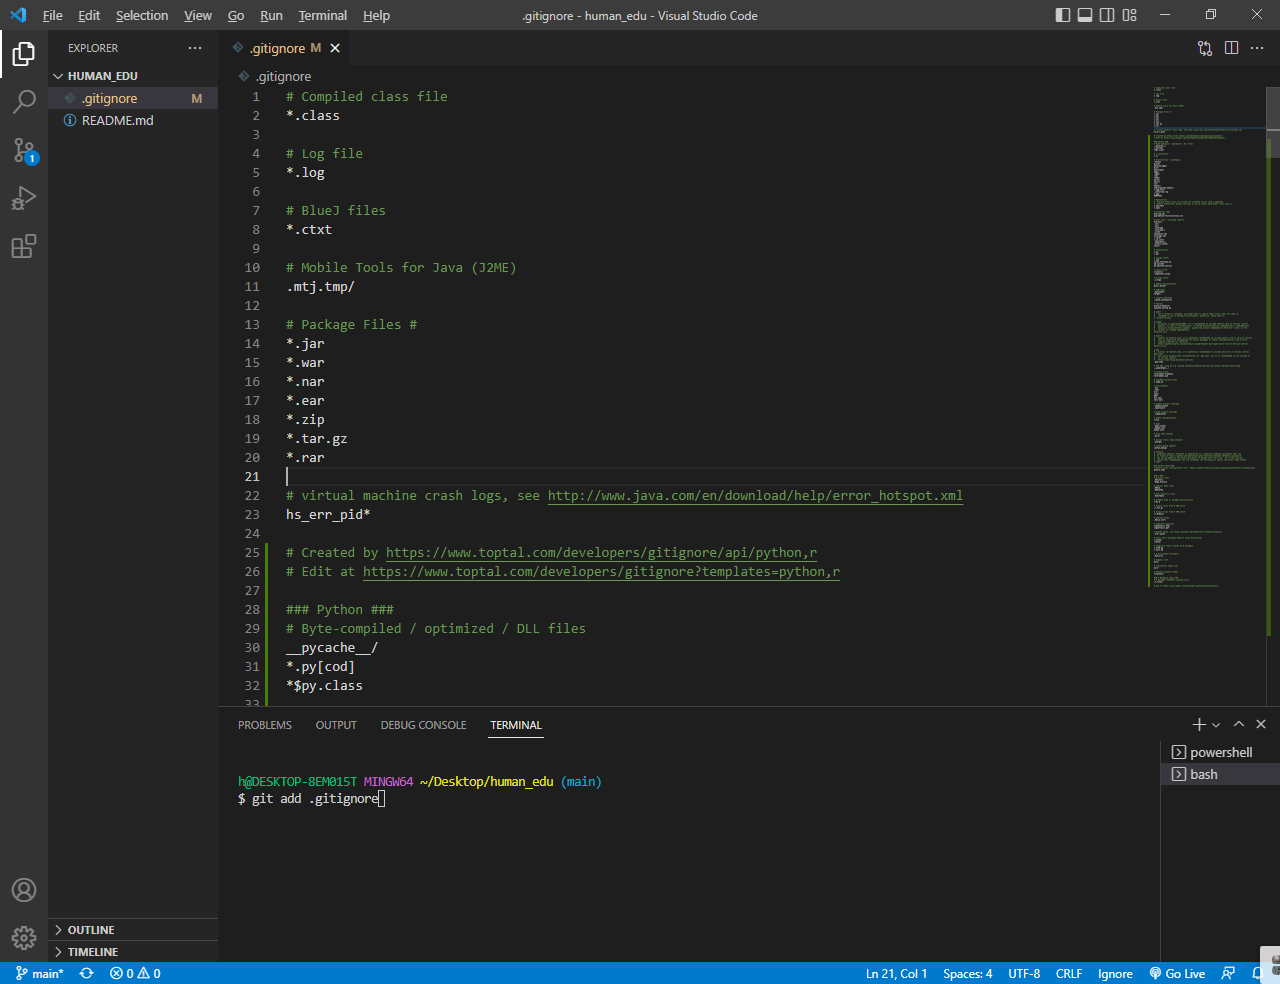 File Edit Selection View Go Run Terminal Help
.gitignore - human_edu - Visual Studio Code
EXPLORER
HUMAN_EDU
.gitignore M
README.md
1
OUTLINE
TIMELINE
.gitignore M
.gitignore
1 # Compiled class file
2 *.class
3
4 # Log file
5 *.log
6
7 # BlueJ files
8 *.ctxt
9
10 # Mobile Tools for Java (J2ME)
11 .mtj.tmp/
12
13 # Package Files #
14 *.jar
15 *.war
16 *.nar
17 *.ear
18 *.zip
19 *.tar.gz
20 *.rar
21
22 # virtual machine crash logs, see http://www.java.com/en/download/help/error_hotspot.xml
23 hs_err_pid*
24
25 # Created by https://www.toptal.com/developers/gitignore/api/python,r
26 # Edit at https://www.toptal.com/developers/gitignore?templates=python,r
27
28 ### Python ###
29 # Byte-compiled / optimized / DLL files
30 __pycache__/
31 *.py[cod]
32 *$py.class
33
PROBLEMS OUTPUT DEBUG CONSOLE TERMINAL
h@DESKTOP-8EM015T MINGW64 ~/Desktop/human_edu (main)
$ git add .gitignore
powershell
bash
main* 0 0 Ln 21, Col 1 Spaces: 4 UTF-8 CRLF Ignore Go Live